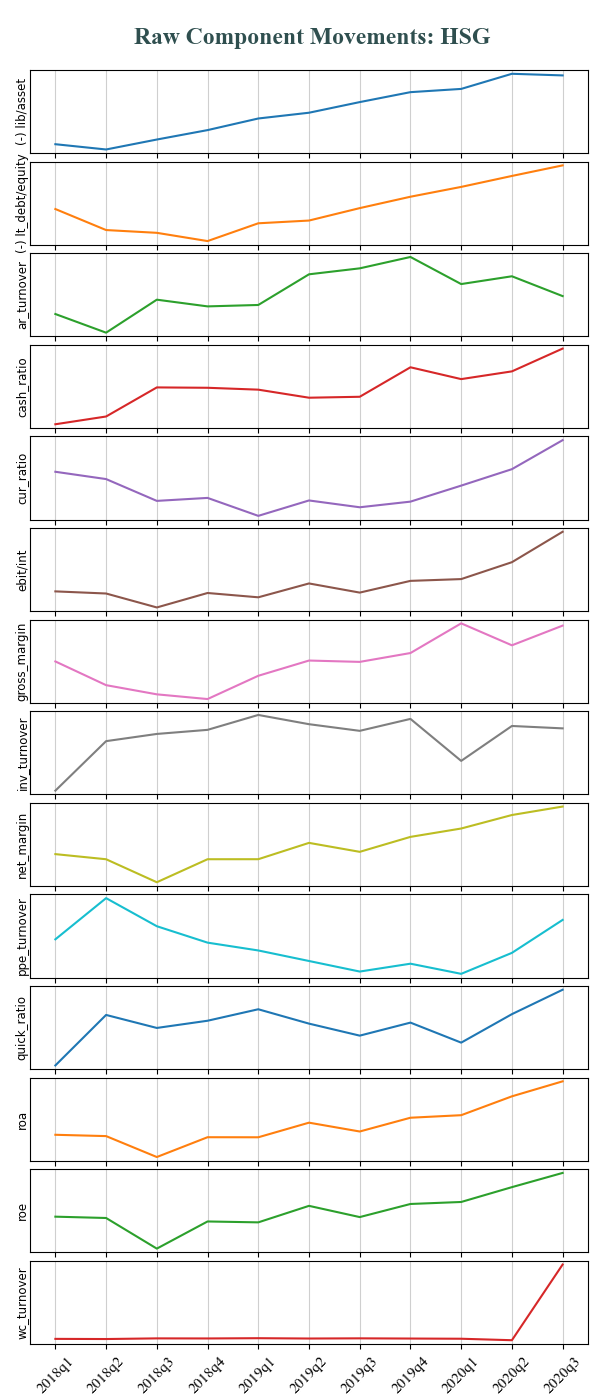 Raw Component Movements: HSG
(-) lib/asset
(-) lt_debt/equity
ar_turnover
cash_ratio
cur_ratio
ebit/int
gross_margin
inv_turnover
net_margin
ppe_turnover
quick_ratio
roa
roe
wc_turnover
2018q1 2018q2 2018q3 2018q4 2019q1 2019q2 2019q3 2019q4 2020q1 2020q2 2020q3